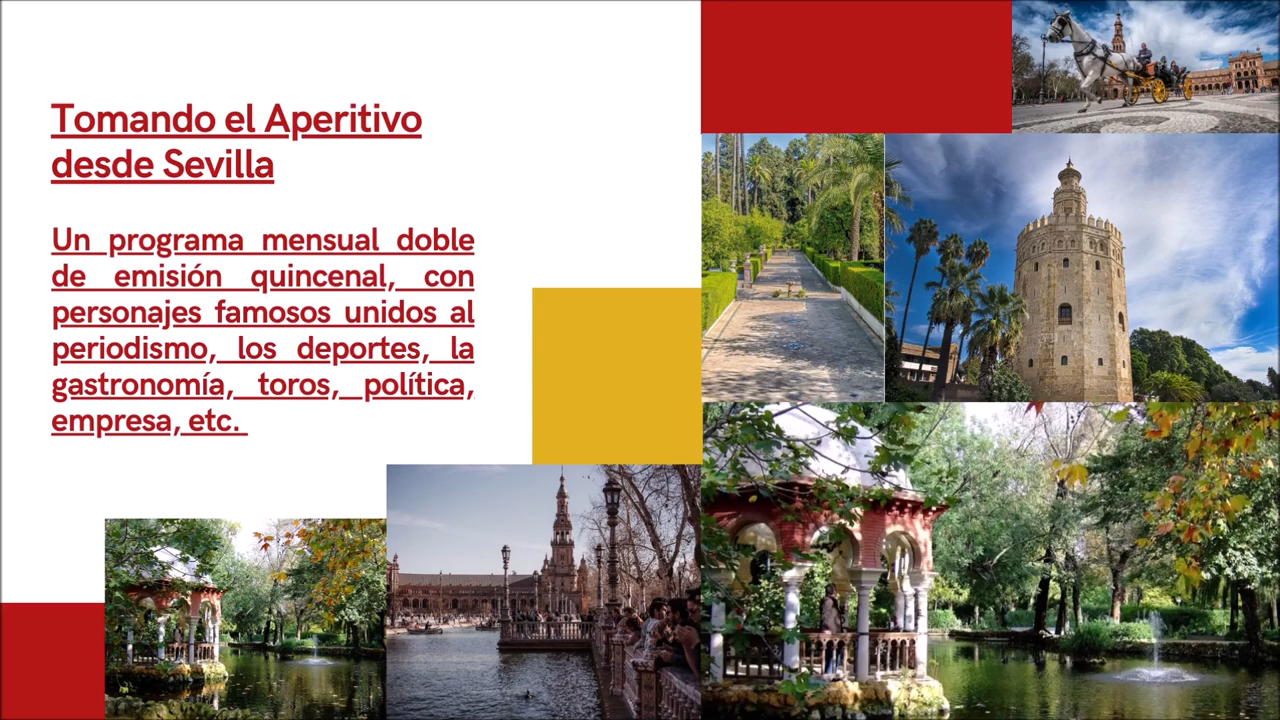 Tomando el Aperitivo
desde Sevilla
Un programa mensual doble
de emisión quincenal, con
personajes famosos unidos al
periodismo, los deportes, la
gastronomía, toros, política,
empresa, etc.